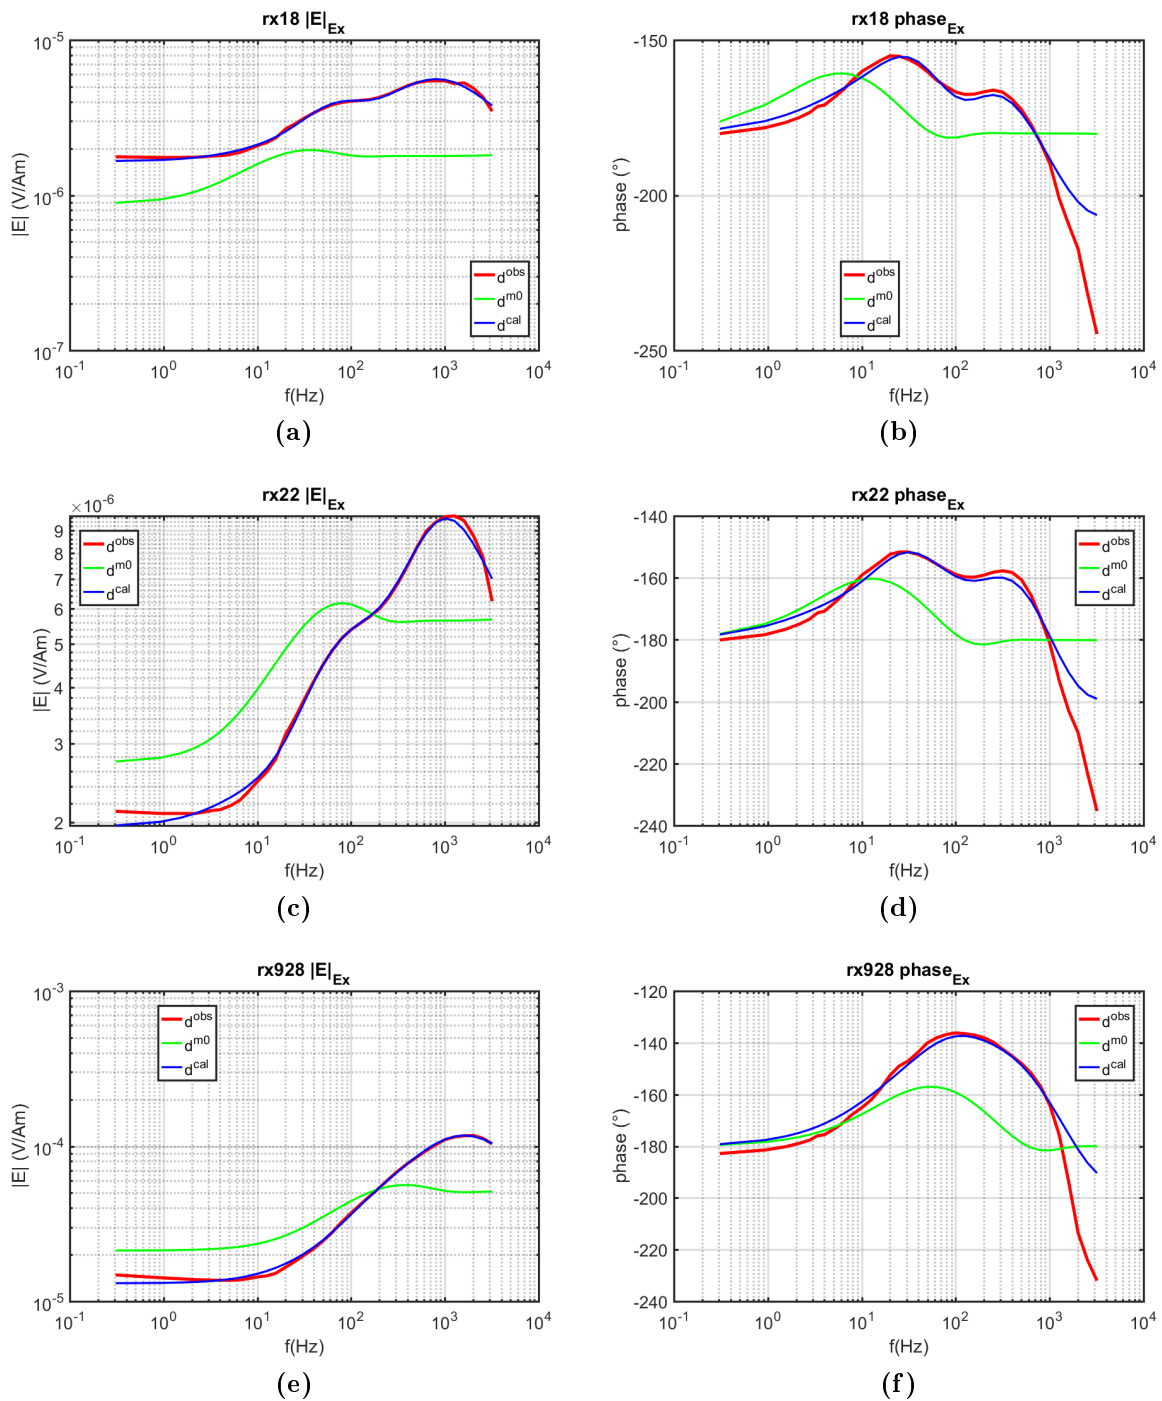 rx18 |E|_Ex
rx18 phase_Ex
10^-5
10^-6
10^-7
|E| (V/Am)
d^obs
d^m0
d^cal
10^-1 10^0 10^1 10^2 10^3 10^4
f(Hz)
(a)
-150
-200
-250
phase (°)
d^obs
d^m0
d^cal
10^-1 10^0 10^1 10^2 10^3 10^4
f(Hz)
(b)
rx22 |E|_Ex
rx22 phase_Ex
×10^-6
9
8
7
6
5
4
3
2
|E| (V/Am)
d^obs
d^m0
d^cal
10^-1 10^0 10^1 10^2 10^3 10^4
f(Hz)
(c)
-140
-160
-180
-200
-220
-240
phase (°)
d^obs
d^m0
d^cal
10^-1 10^0 10^1 10^2 10^3 10^4
f(Hz)
(d)
rx928 |E|_Ex
rx928 phase_Ex
10^-3
10^-4
10^-5
|E| (V/Am)
d^obs
d^m0
d^cal
10^-1 10^0 10^1 10^2 10^3 10^4
f(Hz)
(e)
-120
-140
-160
-180
-200
-220
-240
phase (°)
d^obs
d^m0
d^cal
10^-1 10^0 10^1 10^2 10^3 10^4
f(Hz)
(f)